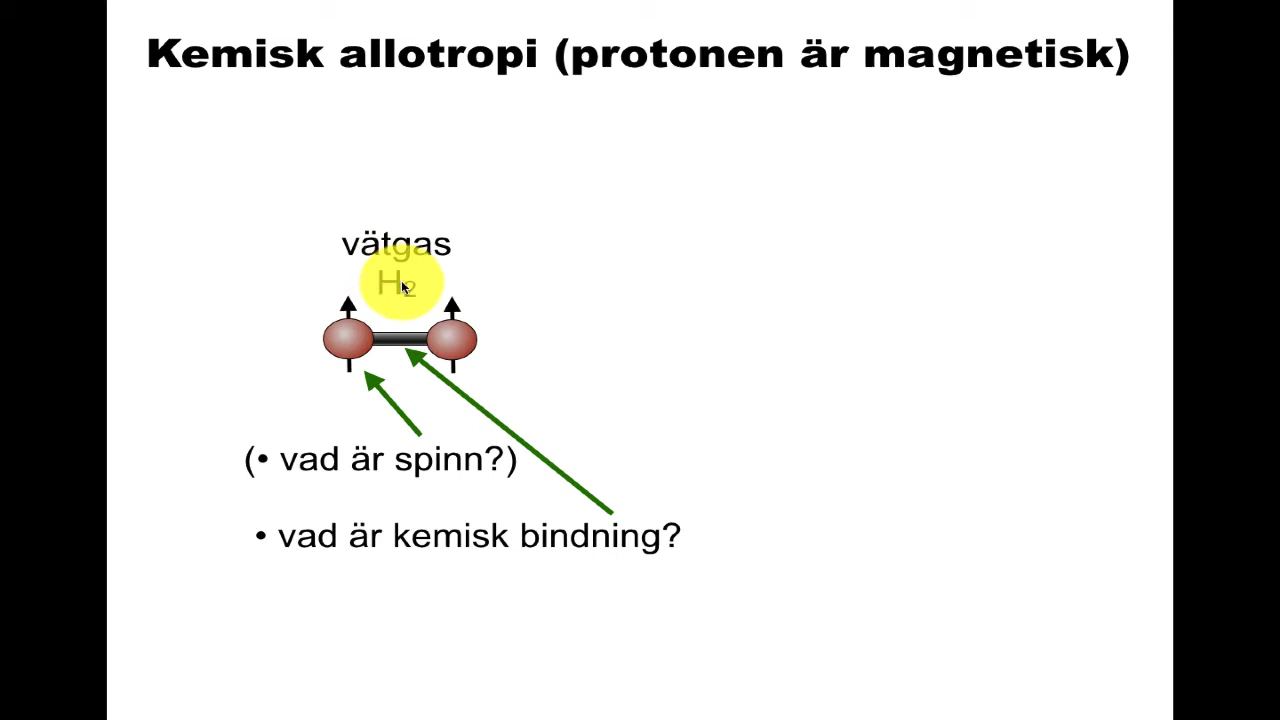 Kemisk allotropi (protonen är magnetisk)
vätgas
H₂
(• vad är spinn?)
• vad är kemisk bindning?